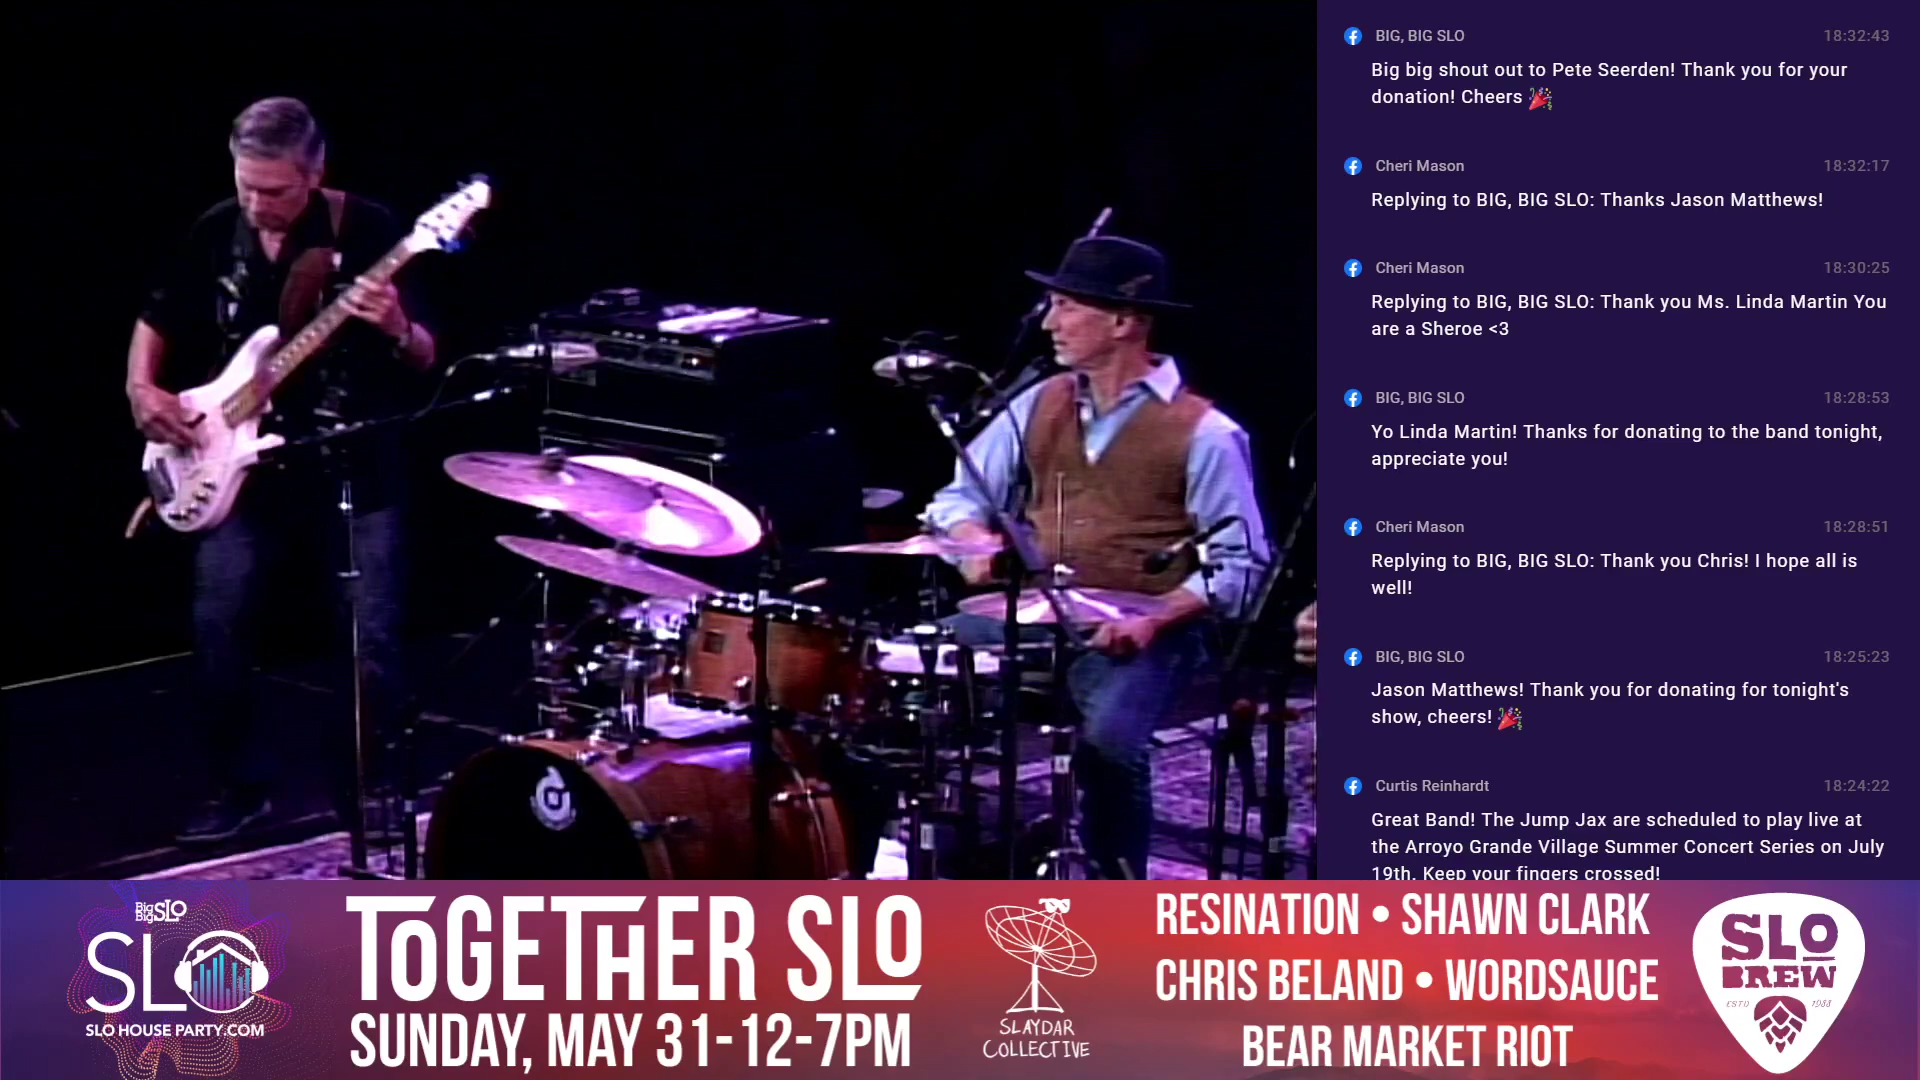 BIG, BIG SLO 18:32:43
Big big shout out to Pete Seerden! Thank you for your
donation! Cheers 🎉
Cheri Mason 18:32:17
Replying to BIG, BIG SLO: Thanks Jason Matthews!
Cheri Mason 18:30:25
Replying to BIG, BIG SLO: Thank you Ms. Linda Martin You
are a Sheroe <3
BIG, BIG SLO 18:28:53
Yo Linda Martin! Thanks for donating to the band tonight,
appreciate you!
Cheri Mason 18:28:51
Replying to BIG, BIG SLO: Thank you Chris! I hope all is
well!
BIG, BIG SLO 18:25:23
Jason Matthews! Thank you for donating for tonight's
show, cheers! 🎉
Curtis Reinhardt 18:24:22
Great Band! The Jump Jax are scheduled to play live at
the Arroyo Grande Village Summer Concert Series on July
19th. Keep your fingers crossed!
Big Big SLO
SLO
SLO HOUSE PARTY.COM
TOGETHER SLO
SUNDAY, MAY 31-12-7PM
SLAYDAR
COLLECTIVE
RESINATION • SHAWN CLARK
CHRIS BELAND • WORDSAUCE
BEAR MARKET RIOT
SLO
BREW
ESTD 1988